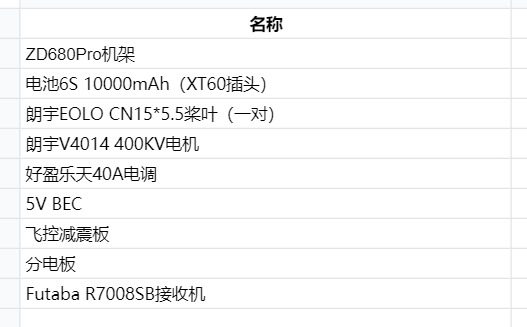 名称
ZD680Pro机架
电池6S 10000mAh（XT60插头）
朗宇EOLO CN15*5.5桨叶（一对）
朗宇V4014 400KV电机
好盈乐天40A电调
5V BEC
飞控减震板
分电板
Futaba R7008SB接收机